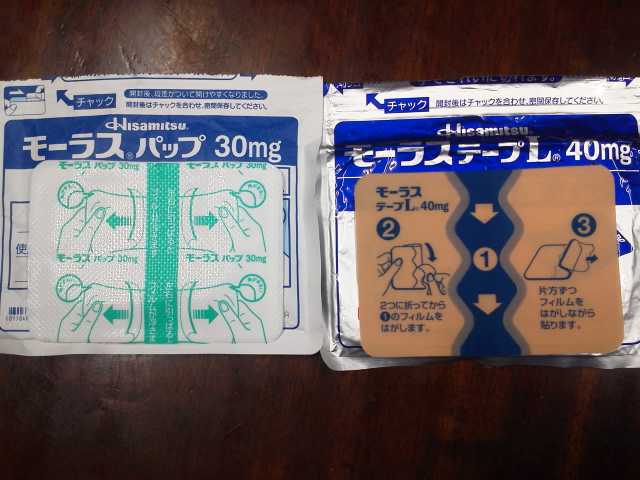 チャック
開封後、段差がついて開けやすくなりました。
開封後はチャックを合わせ、密閉保存してください。
Hisamitsu
モーラス®パップ 30mg
モーラス パップ 30mg
モーラス パップ 30mg
モーラス パップ 30mg
モーラス パップ 30mg
使
チャック
開封後はチャックを合わせ、密閉保存してください。
Hisamitsu
モーラステープL® 40mg
モーラス
テープL® 40mg
2
1
3
2つに折ってから
1のフィルムを
はがします。
片方ずつ
フィルムを
はがしながら
貼ります。